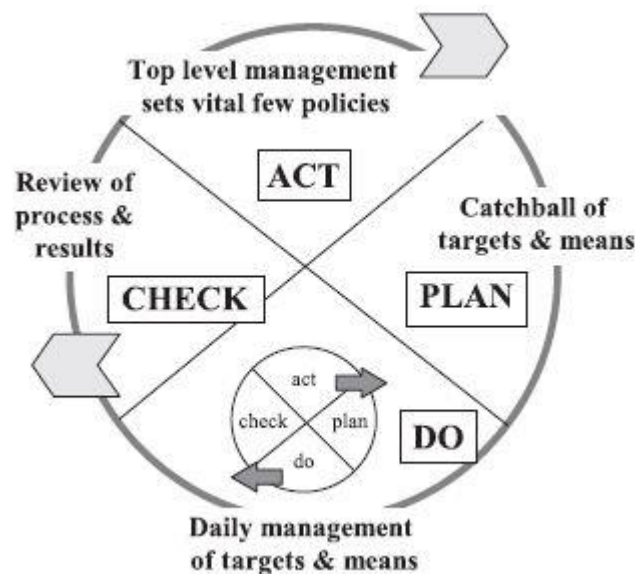 Top level management
sets vital few policies
ACT
Review of
process &
results
Catchball of
targets & means
CHECK
PLAN
act
check
plan
do
DO
Daily management
of targets & means